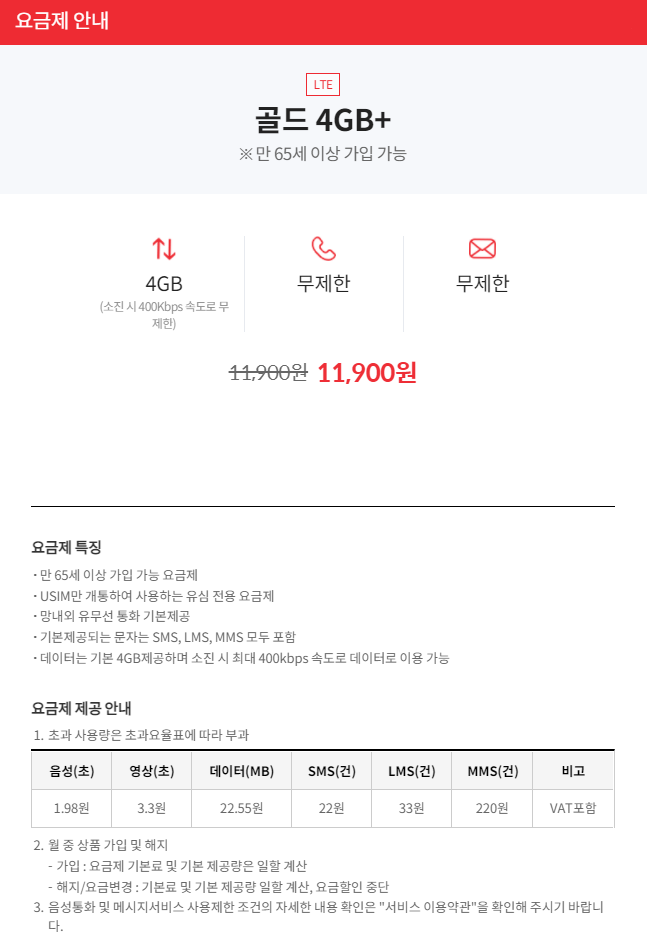 요금제 안내
LTE
골드 4GB+
※ 만 65세 이상 가입 가능
4GB
(소진 시 400Kbps 속도로 무
제한)
무제한
무제한
11,900원 11,900원
요금제 특징
· 만 65세 이상 가입 가능 요금제
· USIM만 개통하여 사용하는 유심 전용 요금제
· 망내외 유무선 통화 기본제공
· 기본제공되는 문자는 SMS, LMS, MMS 모두 포함
· 데이터는 기본 4GB제공하며 소진 시 최대 400kbps 속도로 데이터로 이용 가능
요금제 제공 안내
1. 초과 사용량은 초과요율표에 따라 부과
음성(초) 영상(초) 데이터(MB) SMS(건) LMS(건) MMS(건) 비고
1.98원 3.3원 22.55원 22원 33원 220원 VAT포함
2. 월 중 상품 가입 및 해지
- 가입 : 요금제 기본료 및 기본 제공량은 일할 계산
- 해지/요금변경 : 기본료 및 기본 제공량 일할 계산, 요금할인 중단
3. 음성통화 및 메시지서비스 사용제한 조건의 자세한 내용 확인은 "서비스 이용약관"을 확인해 주시기 바랍니
다.